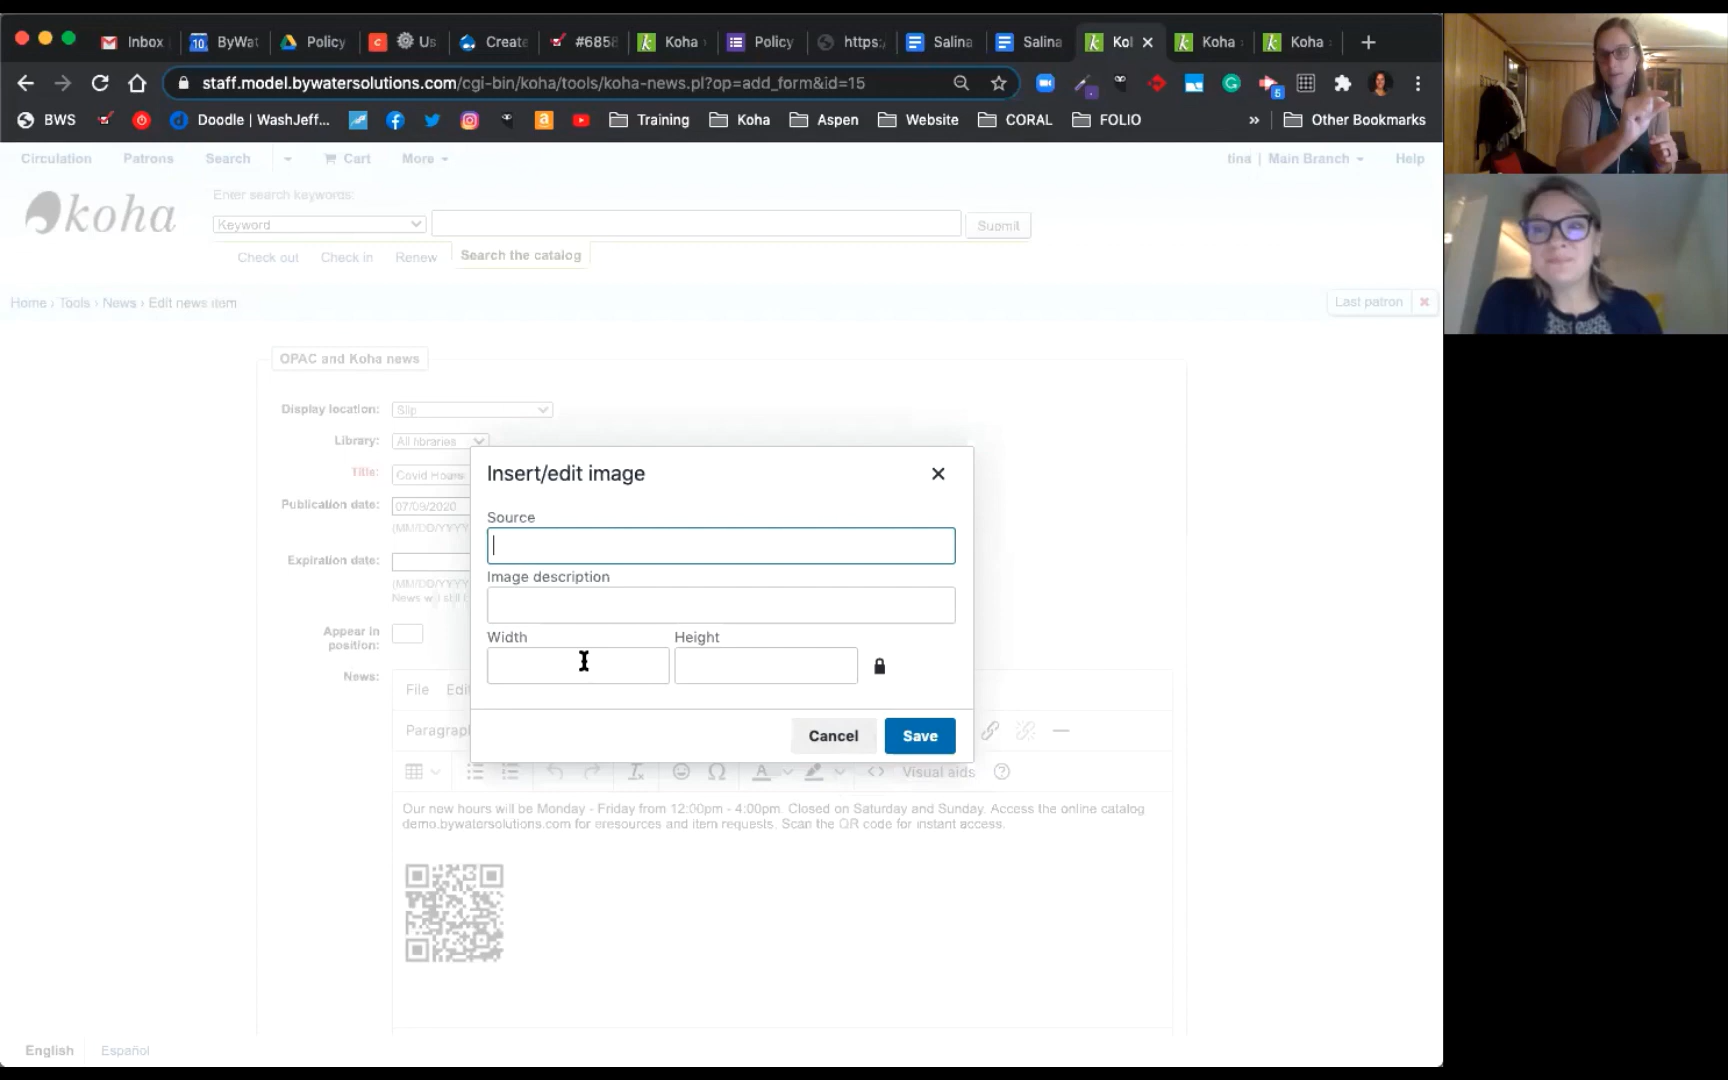 Inbox
ByWat
Policy
Us
Create
#6858
Koha
Policy
https:/
Salina
Salina
Kol
Koha
Koha
staff.model.bywatersolutions.com/cgi-bin/koha/tools/koha-news.pl?op=add_form&id=15
BWS
Doodle | WashJeff...
Training
Koha
Aspen
Website
CORAL
FOLIO
» Other Bookmarks
Circulation Patrons Search Cart More
tina | Main Branch Help
koha
Enter search keywords:
Keyword
Submit
Check out Check in Renew Search the catalog
Home › Tools › News › Edit news item
Last patron
OPAC and Koha news
Display location: Slip
Library: All libraries
Title: Covid Hours
Publication date: 07/09/2020
(MM/DD/YYYY
Expiration date:
(MM/DD/YYYY
News will still b
Appear in
position:
News:
File Edit
Paragrap
Visual aids
Insert/edit image
Source
Image description
Width
Height
Cancel
Save
Our new hours will be Monday - Friday from 12:00pm - 4:00pm. Closed on Saturday and Sunday. Access the online catalog
demo.bywatersolutions.com for eresources and item requests. Scan the QR code for instant access.
English Español